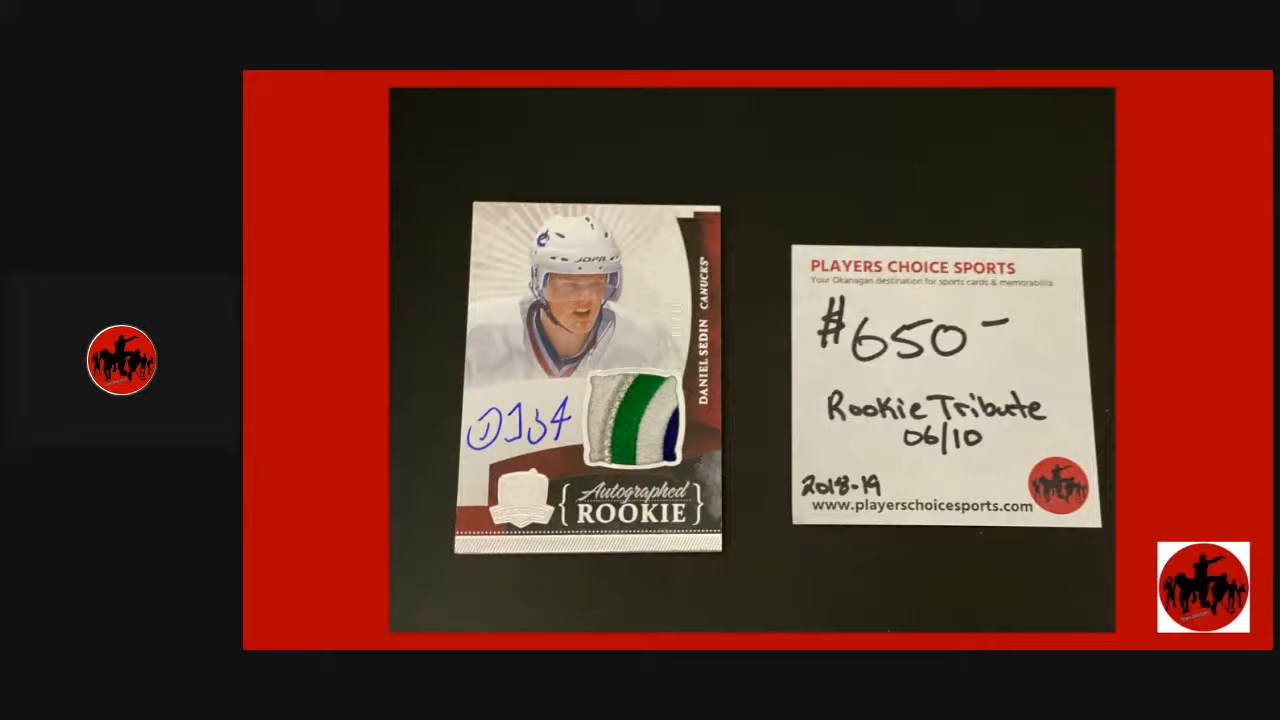 JOFA
DANIEL SEDIN CANUCKS
Autographed
{ROOKIE}
PLAYERS CHOICE SPORTS
Your Okanagan destination for sports cards & memorabilia
#650-
Rookie Tribute
06/10
2018-19
www.playerschoicesports.com